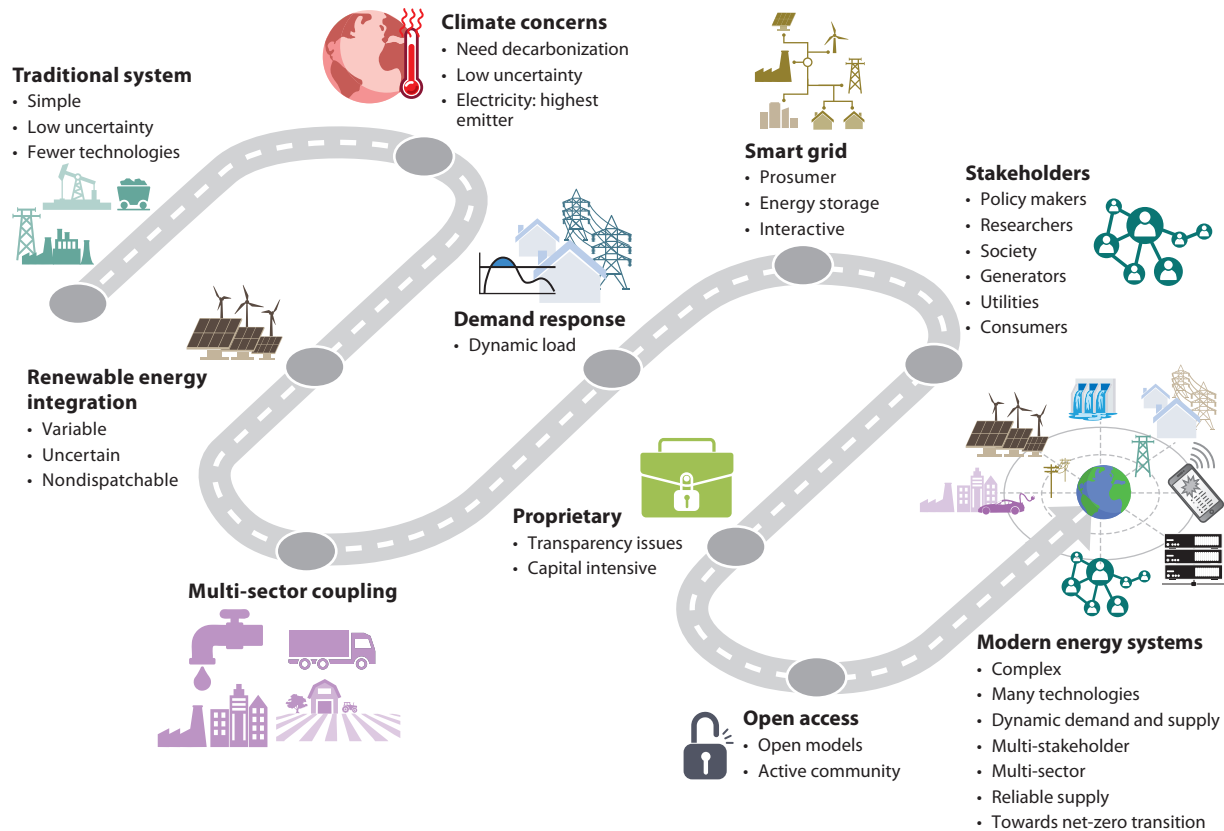 Traditional system
• Simple
• Low uncertainty
• Fewer technologies
Climate concerns
• Need decarbonization
• Low uncertainty
• Electricity: highest
emitter
Renewable energy
integration
• Variable
• Uncertain
• Nondispatchable
Multi-sector coupling
Demand response
• Dynamic load
Smart grid
• Prosumer
• Energy storage
• Interactive
Stakeholders
• Policy makers
• Researchers
• Society
• Generators
• Utilities
• Consumers
Proprietary
• Transparency issues
• Capital intensive
Open access
• Open models
• Active community
Modern energy systems
• Complex
• Many technologies
• Dynamic demand and supply
• Multi-stakeholder
• Multi-sector
• Reliable supply
• Towards net-zero transition